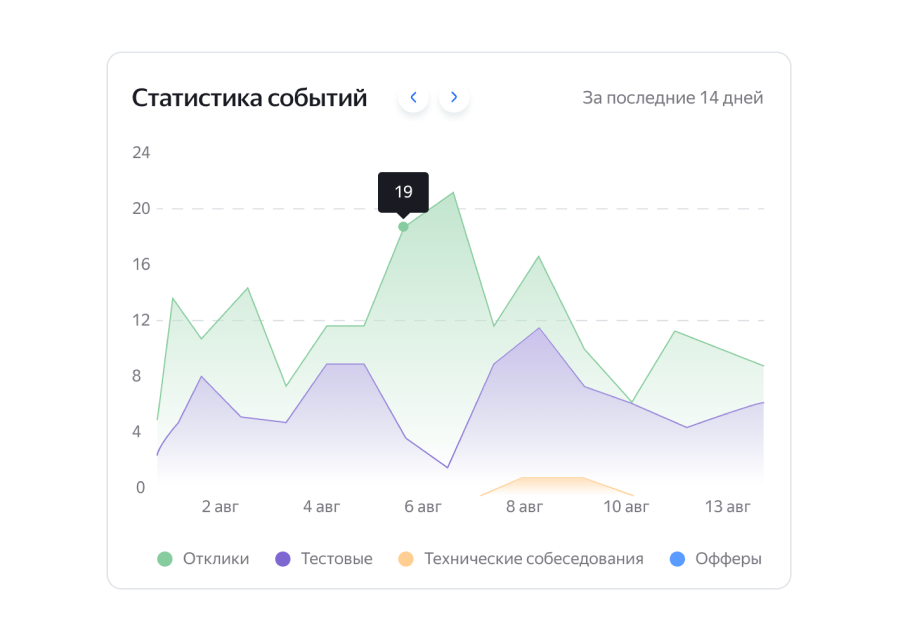 Статистика событий
За последние 14 дней
24
19
20
16
12
8
4
0
2 авг 4 авг 6 авг 8 авг 10 авг 13 авг
Отклики Тестовые Технические собеседования Офферы